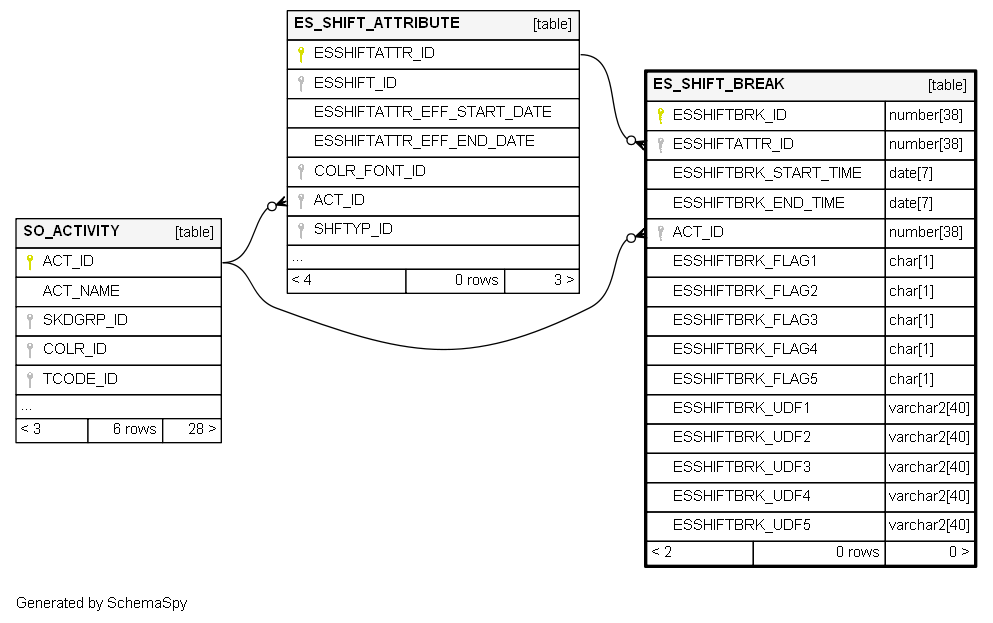 ES_SHIFT_ATTRIBUTE [table]
ESSHIFTATTR_ID
ESSHIFT_ID
ESSHIFTATTR_EFF_START_DATE
ESSHIFTATTR_EFF_END_DATE
COLR_FONT_ID
ACT_ID
SHFTYP_ID
...
< 4 0 rows 3 >
SO_ACTIVITY [table]
ACT_ID
ACT_NAME
SKDGRP_ID
COLR_ID
TCODE_ID
...
< 3 6 rows 28 >
ES_SHIFT_BREAK [table]
ESSHIFTBRK_ID number[38]
ESSHIFTATTR_ID number[38]
ESSHIFTBRK_START_TIME date[7]
ESSHIFTBRK_END_TIME date[7]
ACT_ID number[38]
ESSHIFTBRK_FLAG1 char[1]
ESSHIFTBRK_FLAG2 char[1]
ESSHIFTBRK_FLAG3 char[1]
ESSHIFTBRK_FLAG4 char[1]
ESSHIFTBRK_FLAG5 char[1]
ESSHIFTBRK_UDF1 varchar2[40]
ESSHIFTBRK_UDF2 varchar2[40]
ESSHIFTBRK_UDF3 varchar2[40]
ESSHIFTBRK_UDF4 varchar2[40]
ESSHIFTBRK_UDF5 varchar2[40]
< 2 0 rows 0 >
Generated by SchemaSpy